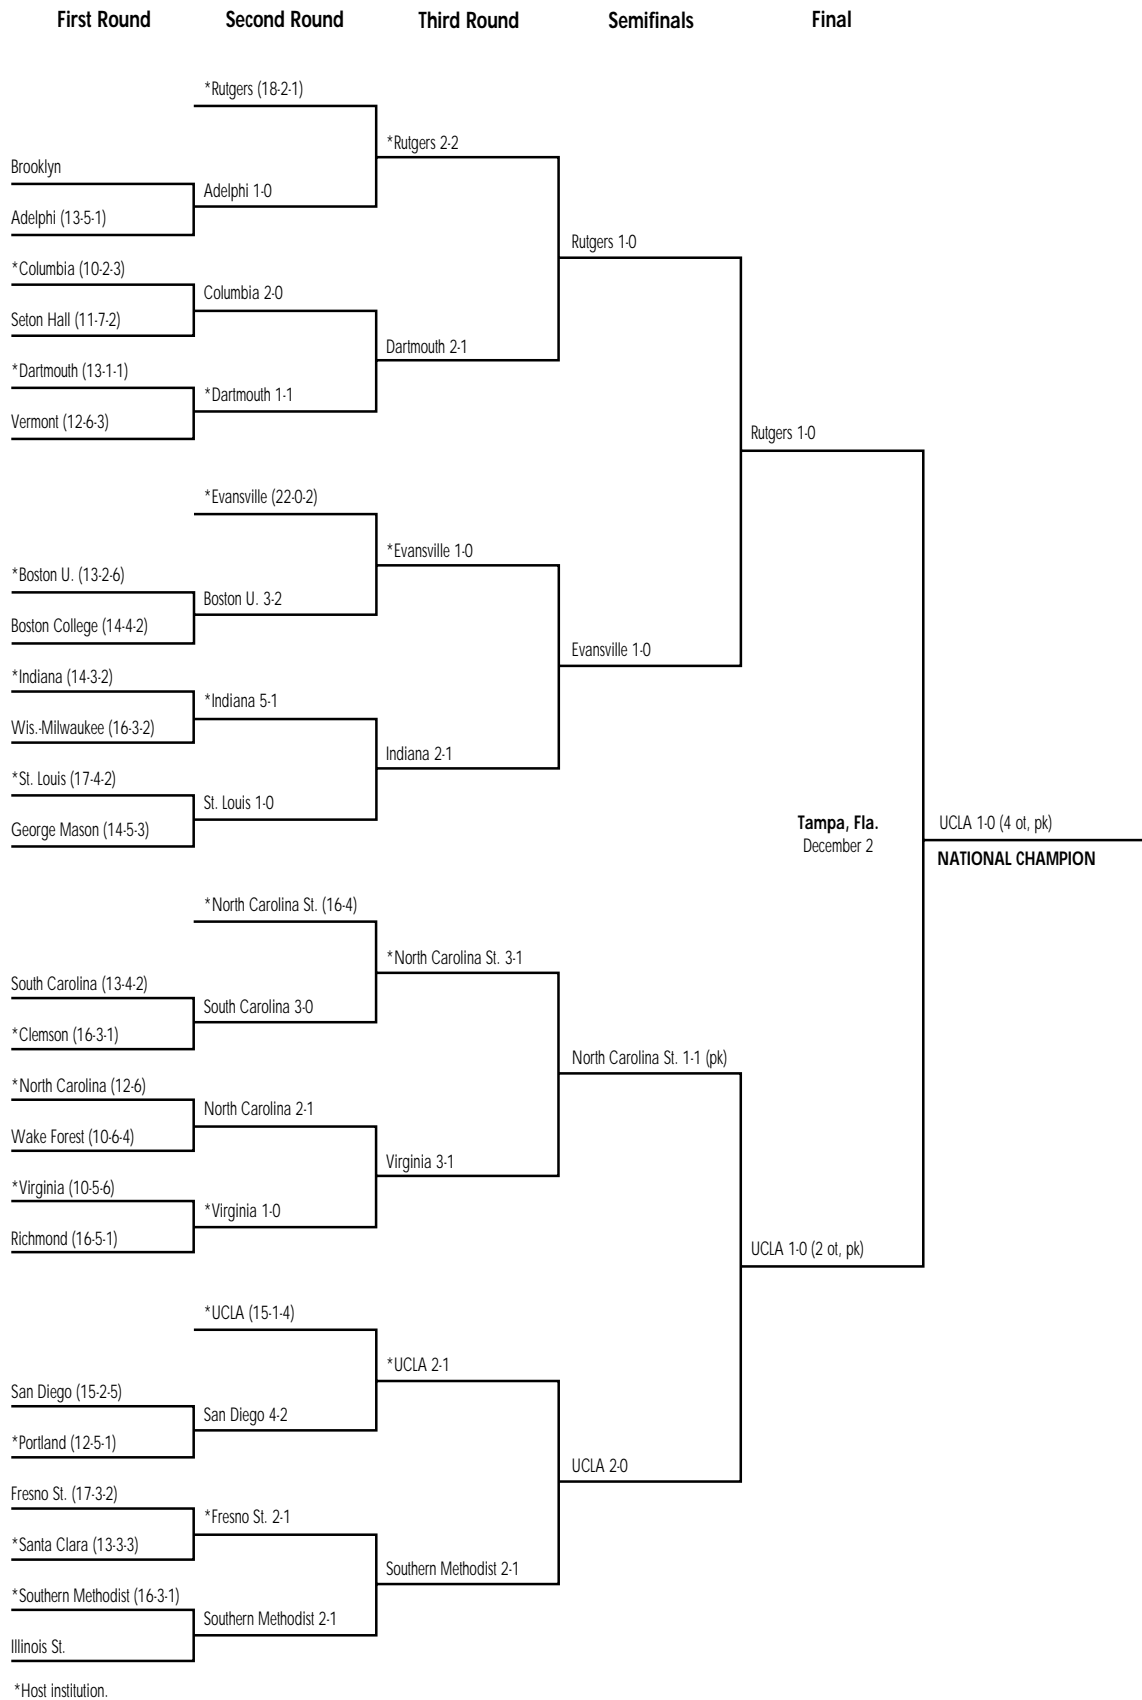 First Round
Second Round
Third Round
Semifinals
Final
*Rutgers (18-2-1)
*Rutgers 2-2
Brooklyn
Adelphi 1-0
Adelphi (13-5-1)
Rutgers 1-0
*Columbia (10-2-3)
Columbia 2-0
Seton Hall (11-7-2)
Dartmouth 2-1
*Dartmouth (13-1-1)
*Dartmouth 1-1
Vermont (12-6-3)
Rutgers 1-0
*Evansville (22-0-2)
*Evansville 1-0
*Boston U. (13-2-6)
Boston U. 3-2
Boston College (14-4-2)
Evansville 1-0
*Indiana (14-3-2)
*Indiana 5-1
Wis.-Milwaukee (16-3-2)
Indiana 2-1
*St. Louis (17-4-2)
St. Louis 1-0
George Mason (14-5-3)
Tampa, Fla.
December 2
UCLA 1-0 (4 ot, pk)
NATIONAL CHAMPION
*North Carolina St. (16-4)
*North Carolina St. 3-1
South Carolina (13-4-2)
South Carolina 3-0
*Clemson (16-3-1)
North Carolina St. 1-1 (pk)
*North Carolina (12-6)
North Carolina 2-1
Wake Forest (10-6-4)
Virginia 3-1
*Virginia (10-5-6)
*Virginia 1-0
Richmond (16-5-1)
UCLA 1-0 (2 ot, pk)
*UCLA (15-1-4)
*UCLA 2-1
San Diego (15-2-5)
San Diego 4-2
*Portland (12-5-1)
UCLA 2-0
Fresno St. (17-3-2)
*Fresno St. 2-1
*Santa Clara (13-3-3)
Southern Methodist 2-1
*Southern Methodist (16-3-1)
Southern Methodist 2-1
Illinois St.
*Host institution.